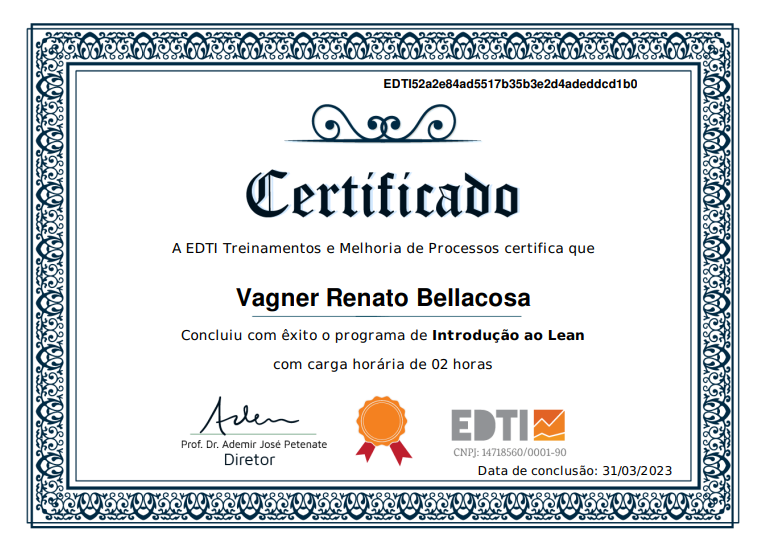 EDTI52a2e84ad5517b35b3e2d4adeddcd1b0
Certificado
A EDTI Treinamentos e Melhoria de Processos certifica que
Vagner Renato Bellacosa
Concluiu com êxito o programa de Introdução ao Lean
com carga horária de 02 horas
Aden
Prof. Dr. Ademir José Petenate
Diretor
EDTI
CNPJ: 14718560/0001-90
Data de conclusão: 31/03/2023